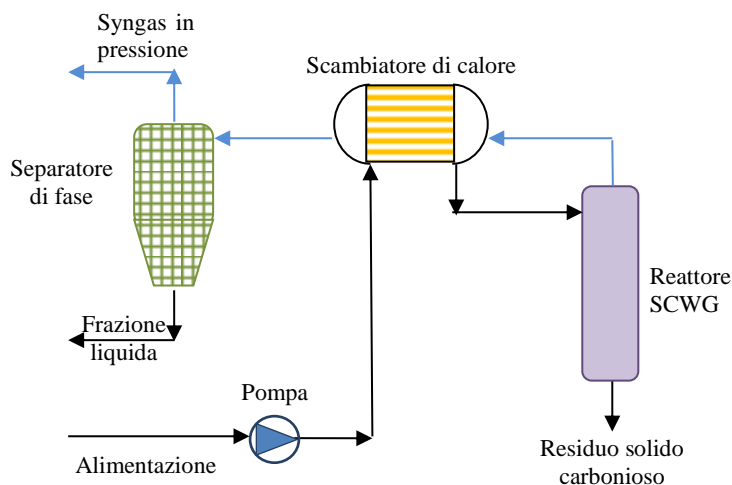 Syngas in
pressione
Scambiatore di calore
Separatore
di fase
Reattore
SCWG
Frazione
liquida
Pompa
Alimentazione
Residuo solido
carbonioso